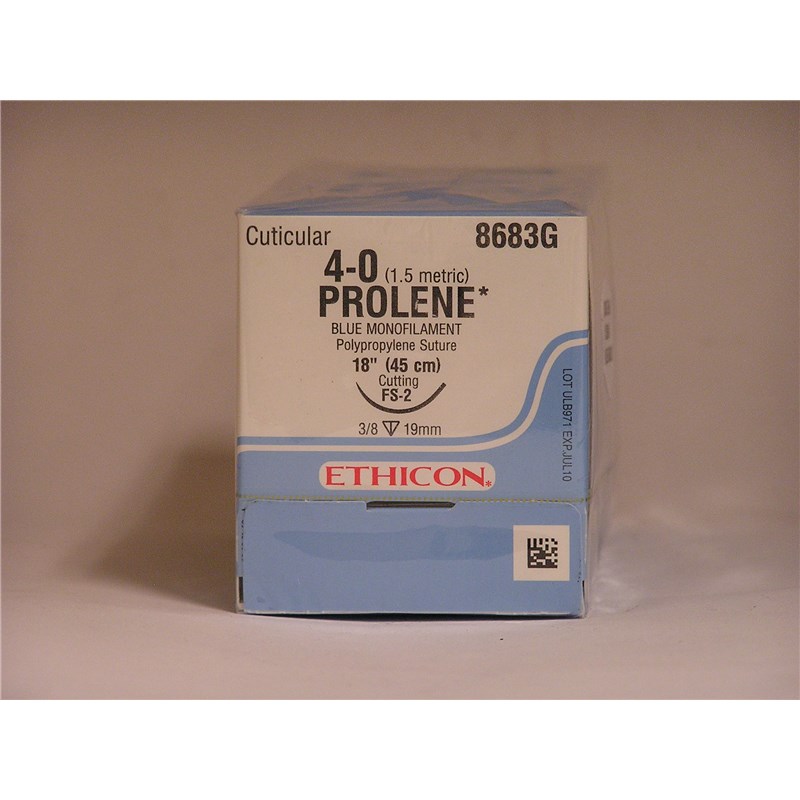 Cuticular
8683G
4-0 (1.5 metric)
PROLENE*
BLUE MONOFILAMENT
Polypropylene Suture
18" (45 cm)
Cutting
FS-2
3/8 19mm
LOT ULB971 EXP.JUL10
ETHICON*